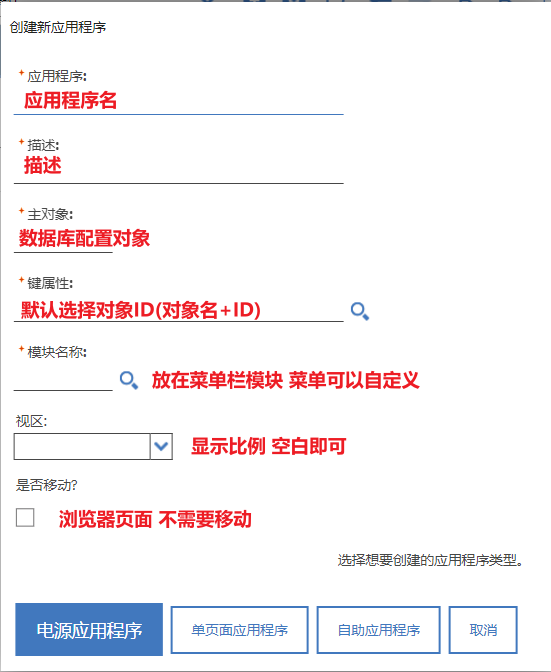 创建新应用程序
应用程序:
应用程序名
描述:
描述
主对象:
数据库配置对象
键属性:
默认选择对象ID(对象名+ID)
模块名称:
放在菜单栏模块 菜单可以自定义
视区:
显示比例 空白即可
是否移动?
浏览器页面 不需要移动
选择想要创建的应用程序类型。
电源应用程序 单页面应用程序 自助应用程序 取消